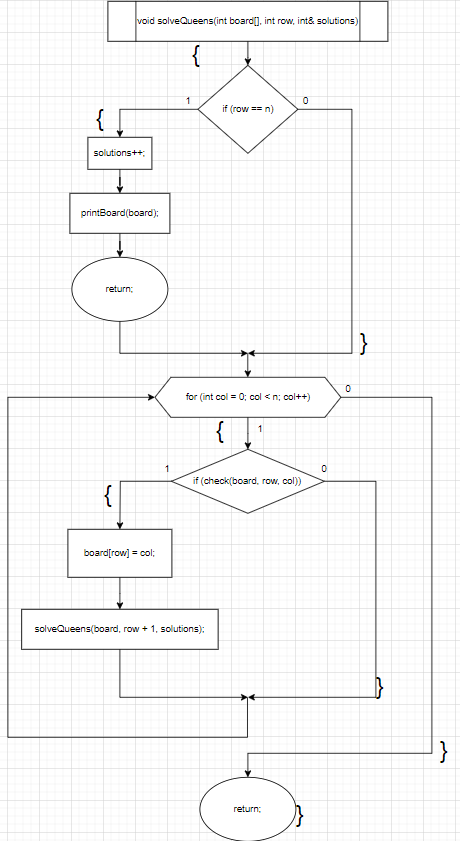 void solveQueens(int board[], int row, int& solutions)
{
if (row == n)
1
0
{
solutions++;
printBoard(board);
return;
}
for (int col = 0; col < n; col++)
0
{
1
if (check(board, row, col))
1
0
{
board[row] = col;
solveQueens(board, row + 1, solutions);
}
}
return;
}